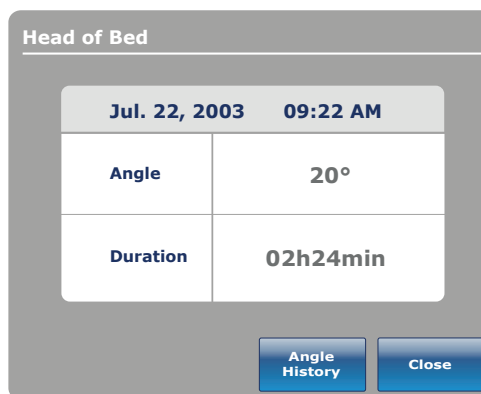 Head of Bed
Jul. 22, 2003 09:22 AM
Angle 20°
Duration 02h24min
Angle
History
Close